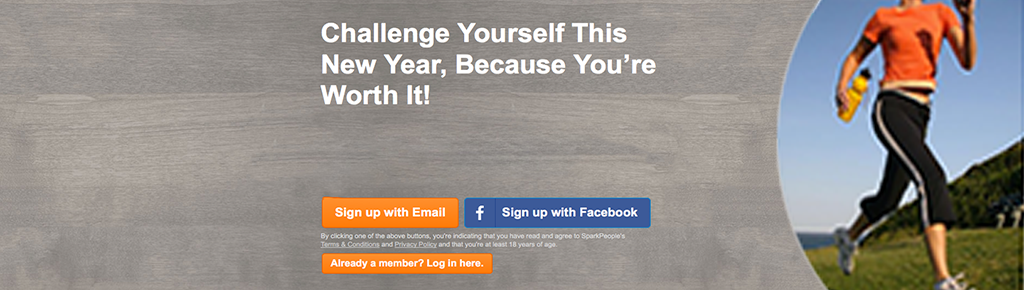 Challenge Yourself This
New Year, Because You’re
Worth It!
Sign up with Email
f Sign up with Facebook
By clicking one of the above buttons, you're indicating that you have read and agree to SparkPeople's
Terms & Conditions and Privacy Policy and that you're at least 18 years of age.
Already a member? Log in here.